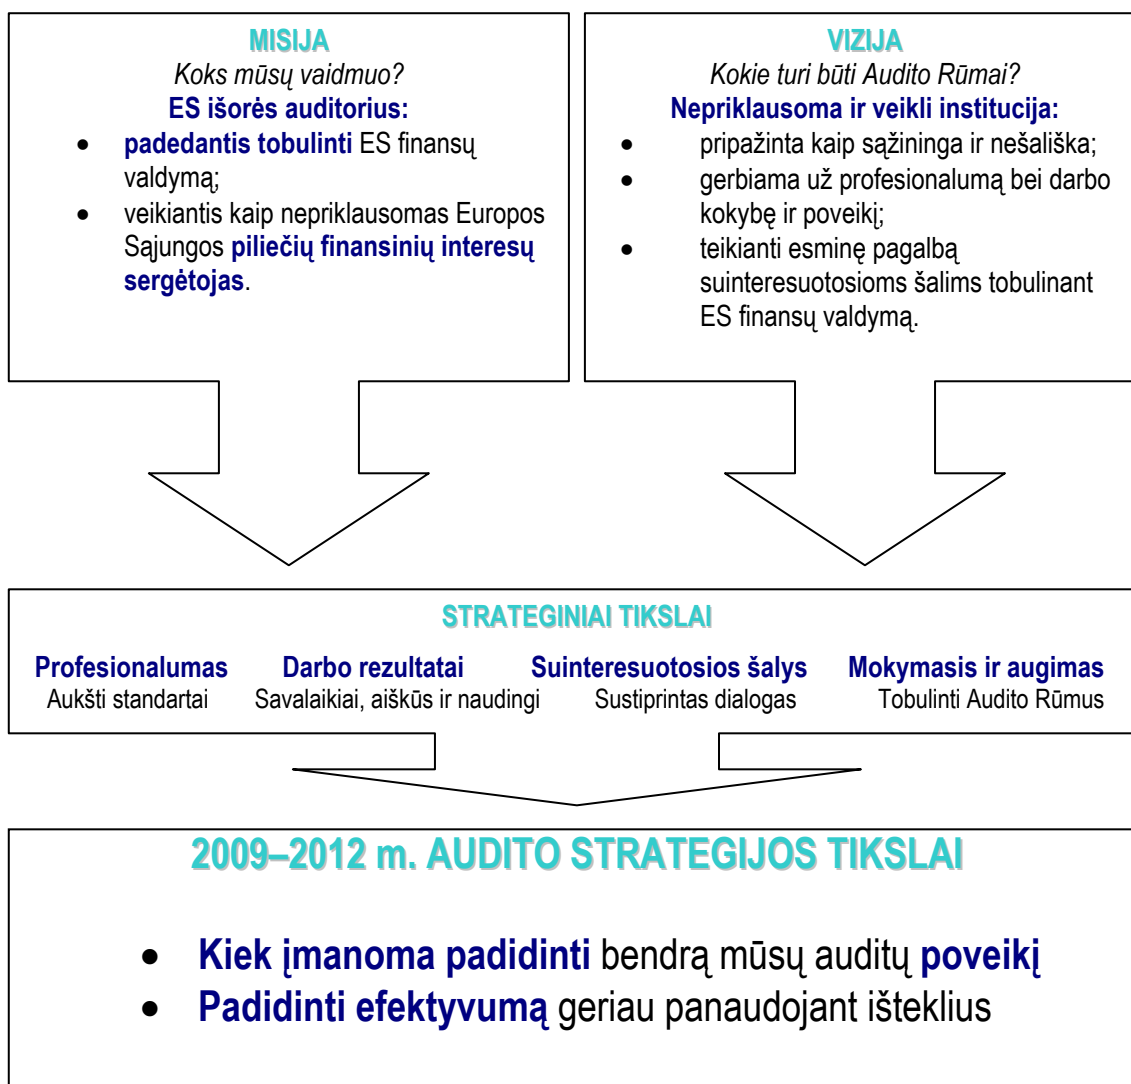 MISIJA
Koks mūsų vaidmuo?
ES išorės auditorius:
• padedantis tobulinti ES finansų
valdymą;
• veikiantis kaip nepriklausomas Europos
Sąjungos piliečių finansinių interesų
sergėtojas.
VIZIJA
Kokie turi būti Audito Rūmai?
Nepriklausoma ir veikli institucija:
• pripažinta kaip sąžininga ir nešališka;
• gerbiama už profesionalumą bei darbo
kokybę ir poveikį;
• teikianti esminę pagalbą
suinteresuotosioms šalims tobulinant
ES finansų valdymą.
STRATEGINIAI TIKSLAI
Profesionalumas Darbo rezultatai Suinteresuotosios šalys Mokymasis ir augimas
Aukšti standartai Savalaikiai, aiškūs ir naudingi Sustiprintas dialogas Tobulinti Audito Rūmus
2009–2012 m. AUDITO STRATEGIJOS TIKSLAI
• Kiek įmanoma padidinti bendrą mūsų auditų poveikį
• Padidinti efektyvumą geriau panaudojant išteklius